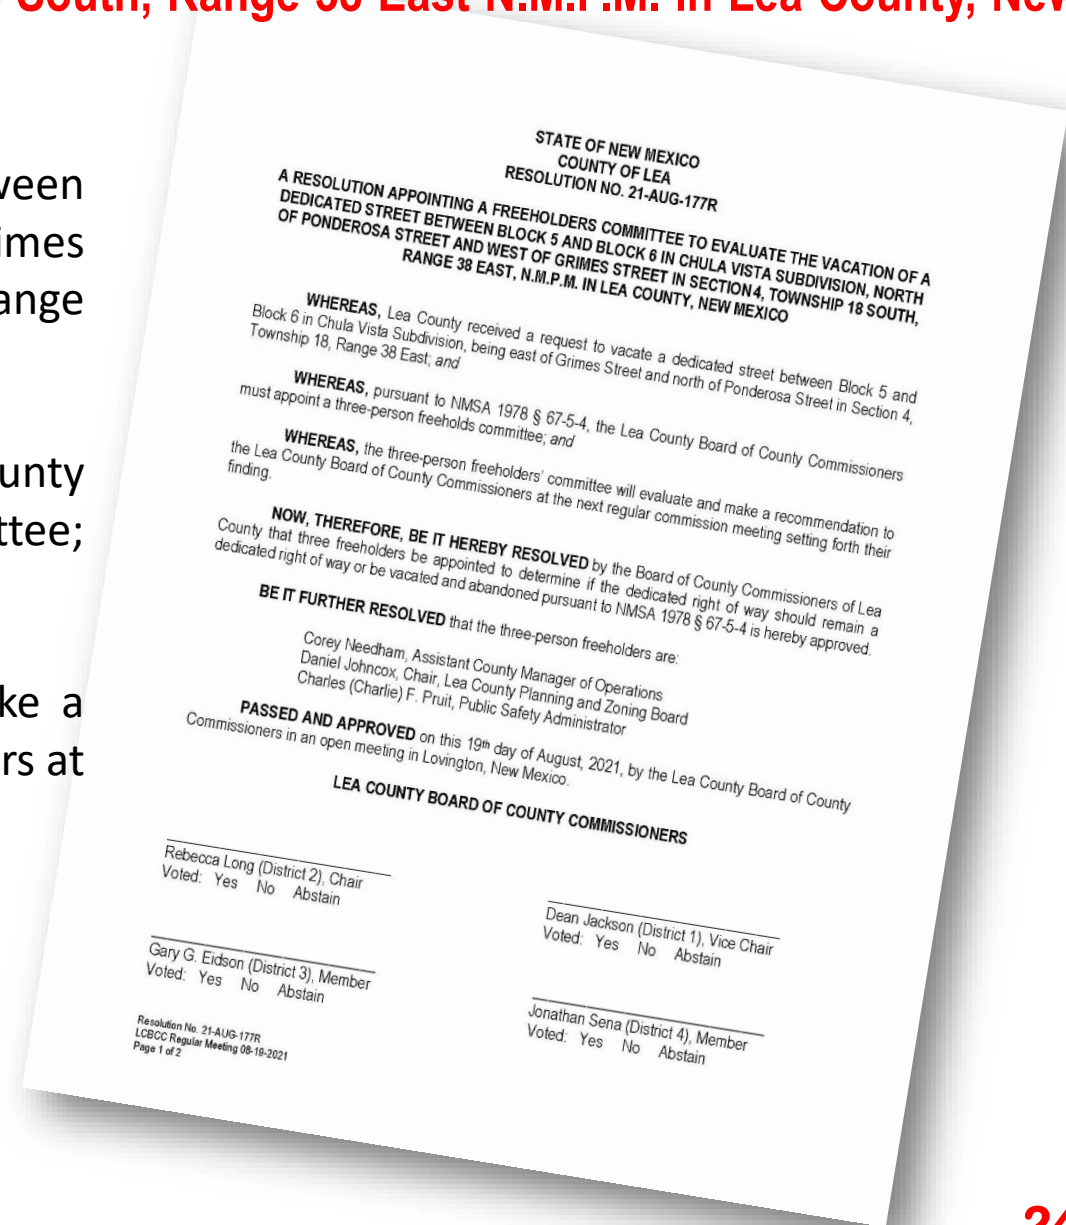 South, Range 38 East N.M.P.M. in Lea County, New
ween
imes
ange
unty
ttee;
ke a
rs at
STATE OF NEW MEXICO
COUNTY OF LEA
RESOLUTION NO. 21-AUG-177R
A RESOLUTION APPOINTING A FREEHOLDERS COMMITTEE TO EVALUATE THE VACATION OF A
DEDICATED STREET BETWEEN BLOCK 5 AND BLOCK 6 IN CHULA VISTA SUBDIVISION, NORTH
OF PONDEROSA STREET AND WEST OF GRIMES STREET IN SECTION 4, TOWNSHIP 18 SOUTH,
RANGE 38 EAST, N.M.P.M. IN LEA COUNTY, NEW MEXICO
WHEREAS, Lea County received a request to vacate a dedicated street between Block 5 and
Block 6 in Chula Vista Subdivision, being east of Grimes Street and north of Ponderosa Street in Section 4,
Township 18, Range 38 East; and
WHEREAS, pursuant to NMSA 1978 § 67-5-4, the Lea County Board of County Commissioners
must appoint a three-person freeholds committee; and
WHEREAS, the three-person freeholders' committee will evaluate and make a recommendation to
the Lea County Board of County Commissioners at the next regular commission meeting setting forth their
finding.
NOW, THEREFORE, BE IT HEREBY RESOLVED by the Board of County Commissioners of Lea
County that three freeholders be appointed to determine if the dedicated right of way should remain a
dedicated right of way or be vacated and abandoned pursuant to NMSA 1978 § 67-5-4 is hereby approved.
BE IT FURTHER RESOLVED that the three-person freeholders are:
Corey Needham, Assistant County Manager of Operations
Daniel Johncox, Chair, Lea County Planning and Zoning Board
Charles (Charlie) F. Pruit, Public Safety Administrator
PASSED AND APPROVED on this 19th day of August, 2021, by the Lea County Board of County
Commissioners in an open meeting in Lovington, New Mexico.
LEA COUNTY BOARD OF COUNTY COMMISSIONERS
Rebecca Long (District 2), Chair
Voted: Yes No Abstain
Dean Jackson (District 1), Vice Chair
Voted: Yes No Abstain
Gary G. Eidson (District 3), Member
Voted: Yes No Abstain
Jonathan Sena (District 4), Member
Voted: Yes No Abstain
Resolution No. 21-AUG-177R
LCBCC Regular Meeting 08-19-2021
Page 1 of 2